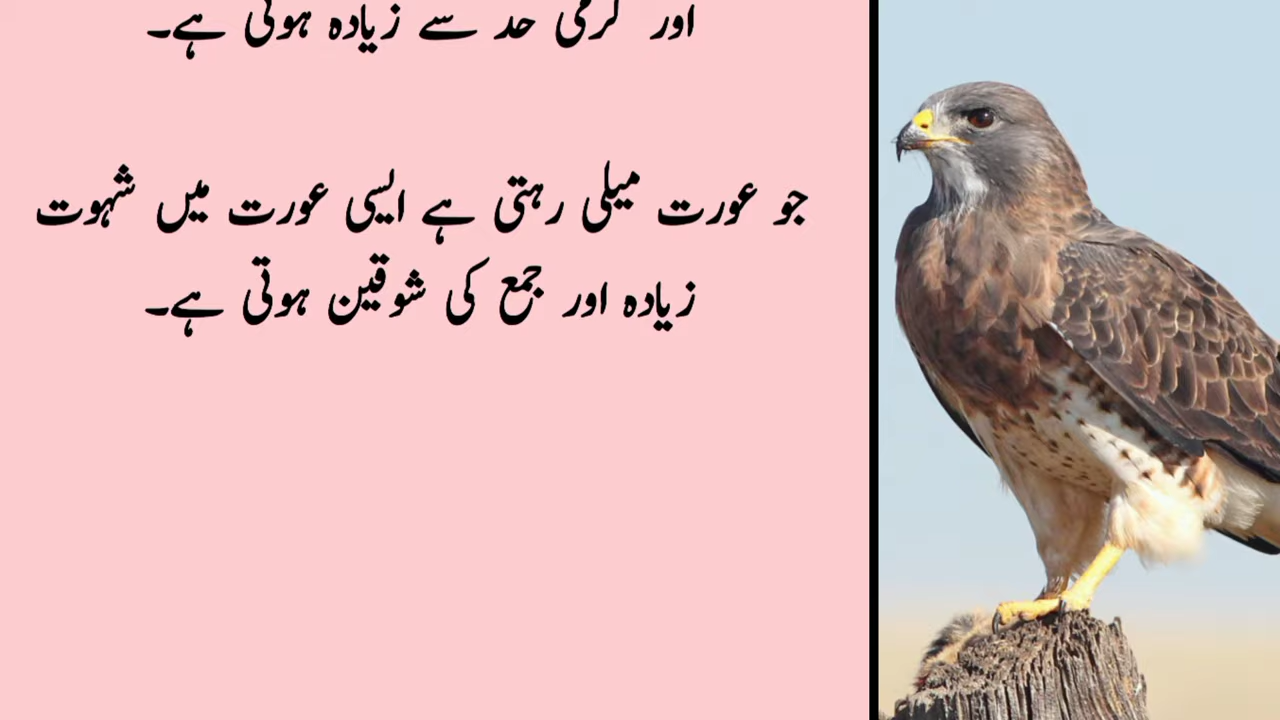 اور گرمی حد سے زیادہ ہوتی ہے۔
جو عورت میلی رہتی ہے ایسی عورت میں شہوت
زیادہ اور جمع کی شوقین ہوتی ہے۔